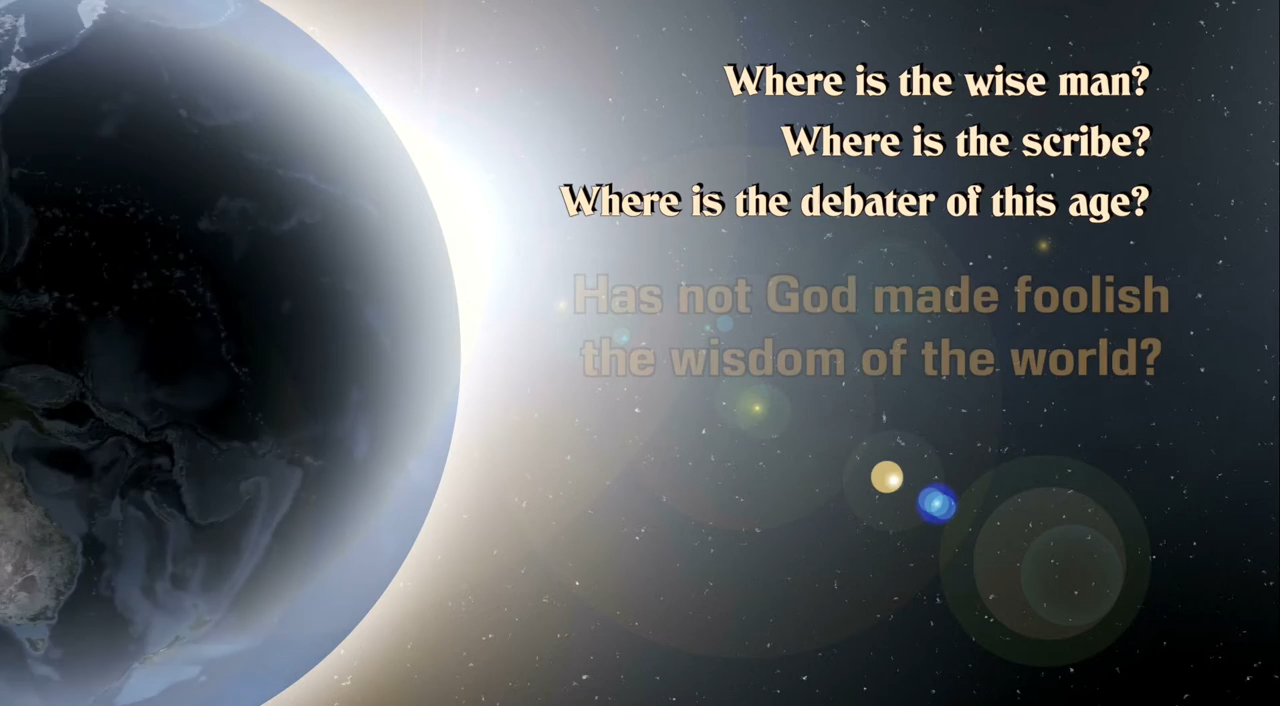 Where is the wise man?
Where is the scribe?
Where is the debater of this age?
Has not God made foolish
the wisdom of the world?